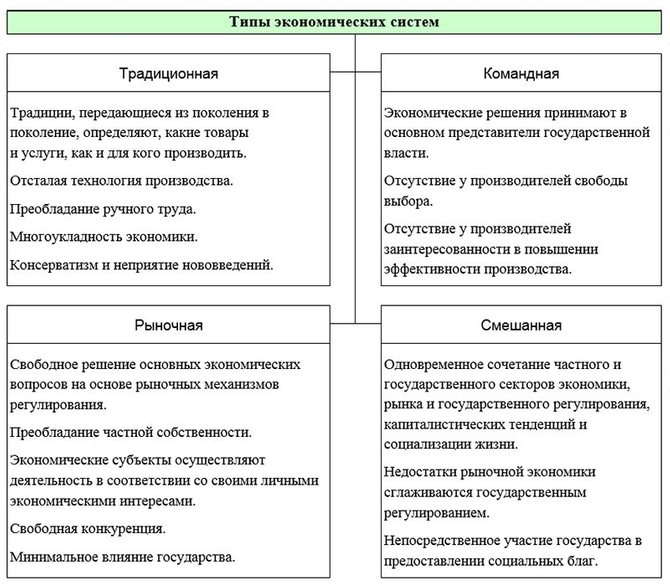 Типы экономических систем
Традиционная
Традиции, передающиеся из поколения в
поколение, определяют, какие товары
и услуги, как и для кого производить.
Отсталая технология производства.
Преобладание ручного труда.
Многоукладность экономики.
Консерватизм и неприятие нововведений.
Командная
Экономические решения принимают в
основном представители государственной
власти.
Отсутствие у производителей свободы
выбора.
Отсутствие у производителей
заинтересованности в повышении
эффективности производства.
Рыночная
Свободное решение основных экономических
вопросов на основе рыночных механизмов
регулирования.
Преобладание частной собственности.
Экономические субъекты осуществляют
деятельность в соответствии со своими личными
экономическими интересами.
Свободная конкуренция.
Минимальное влияние государства.
Смешанная
Одновременное сочетание частного и
государственного секторов экономики,
рынка и государственного регулирования,
капиталистических тенденций и
социализации жизни.
Недостатки рыночной экономики
сглаживаются государственным
регулированием.
Непосредственное участие государства в
предоставлении социальных благ.